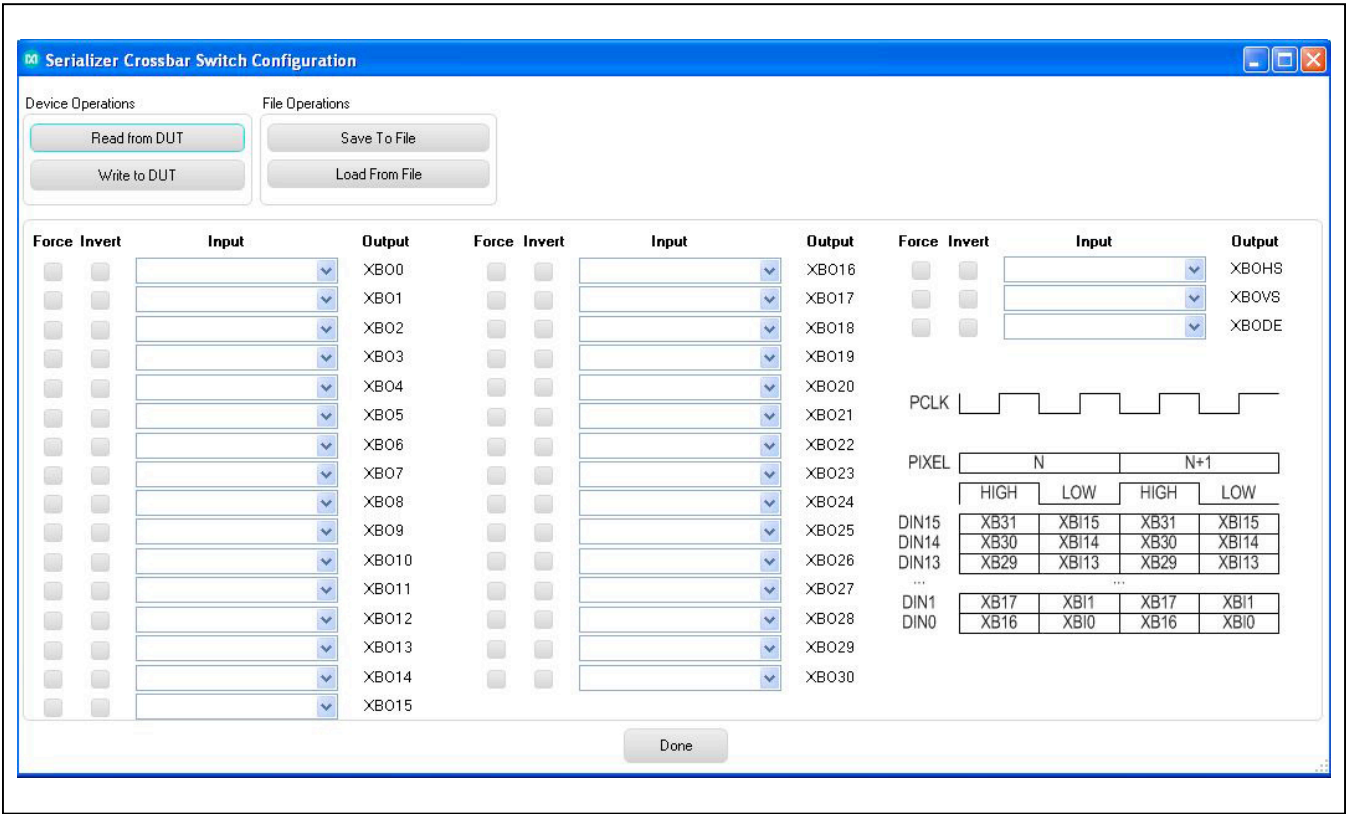 Serializer Crossbar Switch Configuration
Device Operations
File Operations
Read from DUT
Save To File
Write to DUT
Load From File
Force Invert Input Output Force Invert Input Output Force Invert Input Output
XBO0 XBO16 XBOHS
XBO1 XBO17 XBOVS
XBO2 XBO18 XBODE
XBO3 XBO19
XBO4 XBO20
XBO5 XBO21
XBO6 XBO22
XBO7 XBO23
XBO8 XBO24
XBO9 XBO25
XBO10 XBO26
XBO11 XBO27
XBO12 XBO28
XBO13 XBO29
XBO14 XBO30
XBO15
PCLK
PIXEL N N+1
HIGH LOW HIGH LOW
DIN15 XB31 XBI15 XB31 XBI15
DIN14 XB30 XBI14 XB30 XBI14
DIN13 XB29 XBI13 XB29 XBI13
... ...
DIN1 XB17 XBI1 XB17 XBI1
DIN0 XB16 XBI0 XB16 XBI0
Done